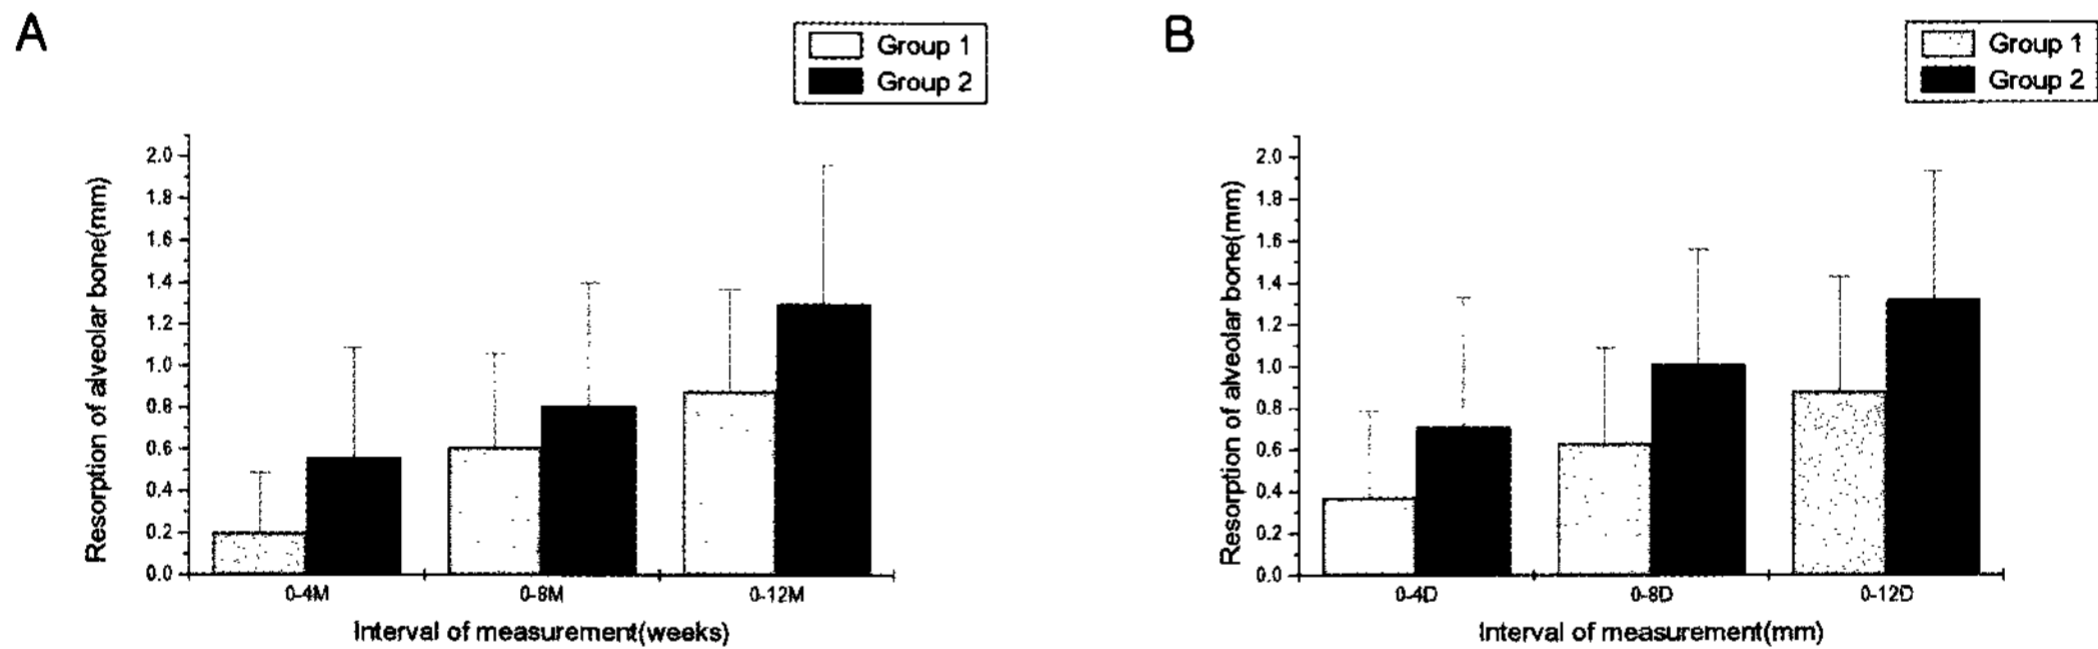 A
Group 1
Group 2
Resorption of alveolar bone(mm)
2.0
1.8
1.6
1.4
1.2
1.0
0.8
0.6
0.4
0.2
0.0
0-4M
0-8M
0-12M
Interval of measurement(weeks)
B
Group 1
Group 2
Resorption of alveolar bone(mm)
2.0
1.8
1.6
1.4
1.2
1.0
0.8
0.6
0.4
0.2
0.0
0-4D
0-8D
0-12D
Interval of measurement(mm)